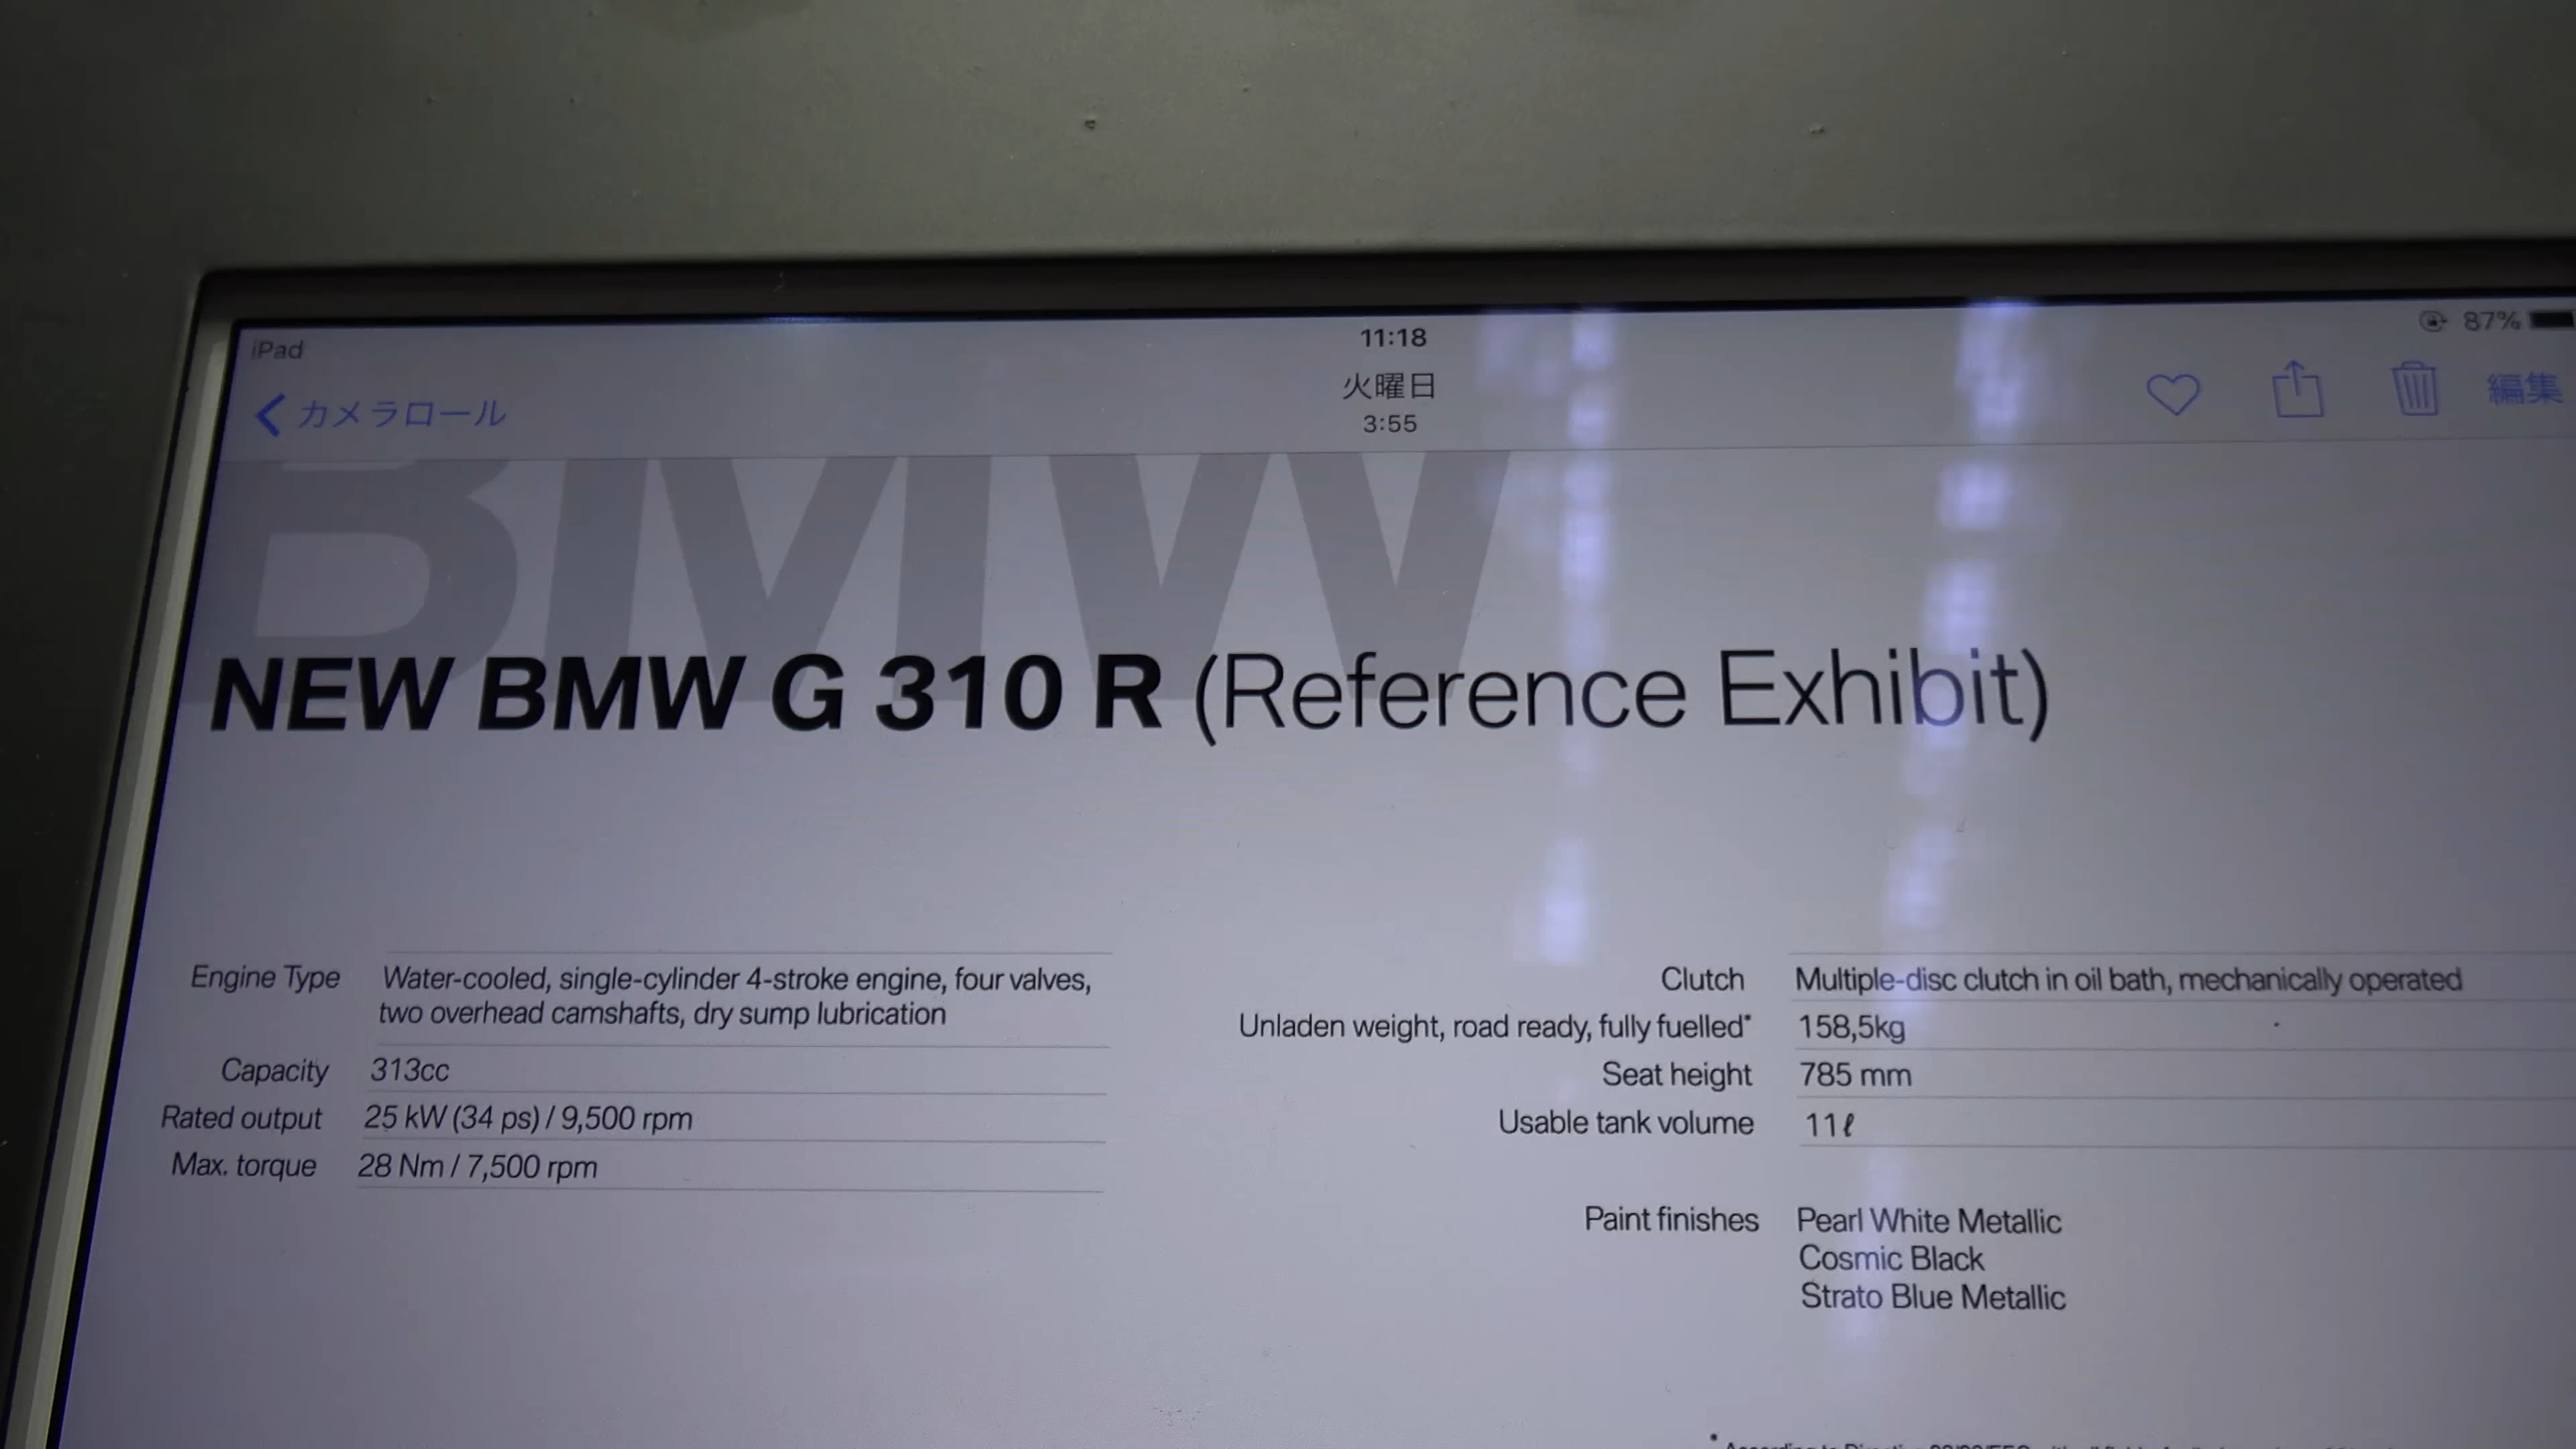 iPad
11:18
87%
カメラロール
火曜日
3:55
編集
BMW
NEW BMW G 310 R (Reference Exhibit)
Engine Type Water-cooled, single-cylinder 4-stroke engine, four valves,
two overhead camshafts, dry sump lubrication
Capacity 313cc
Rated output 25 kW (34 ps) / 9,500 rpm
Max. torque 28 Nm / 7,500 rpm
Clutch Multiple-disc clutch in oil bath, mechanically operated
Unladen weight, road ready, fully fuelled* 158,5kg
Seat height 785 mm
Usable tank volume 11ℓ
Paint finishes Pearl White Metallic
Cosmic Black
Strato Blue Metallic